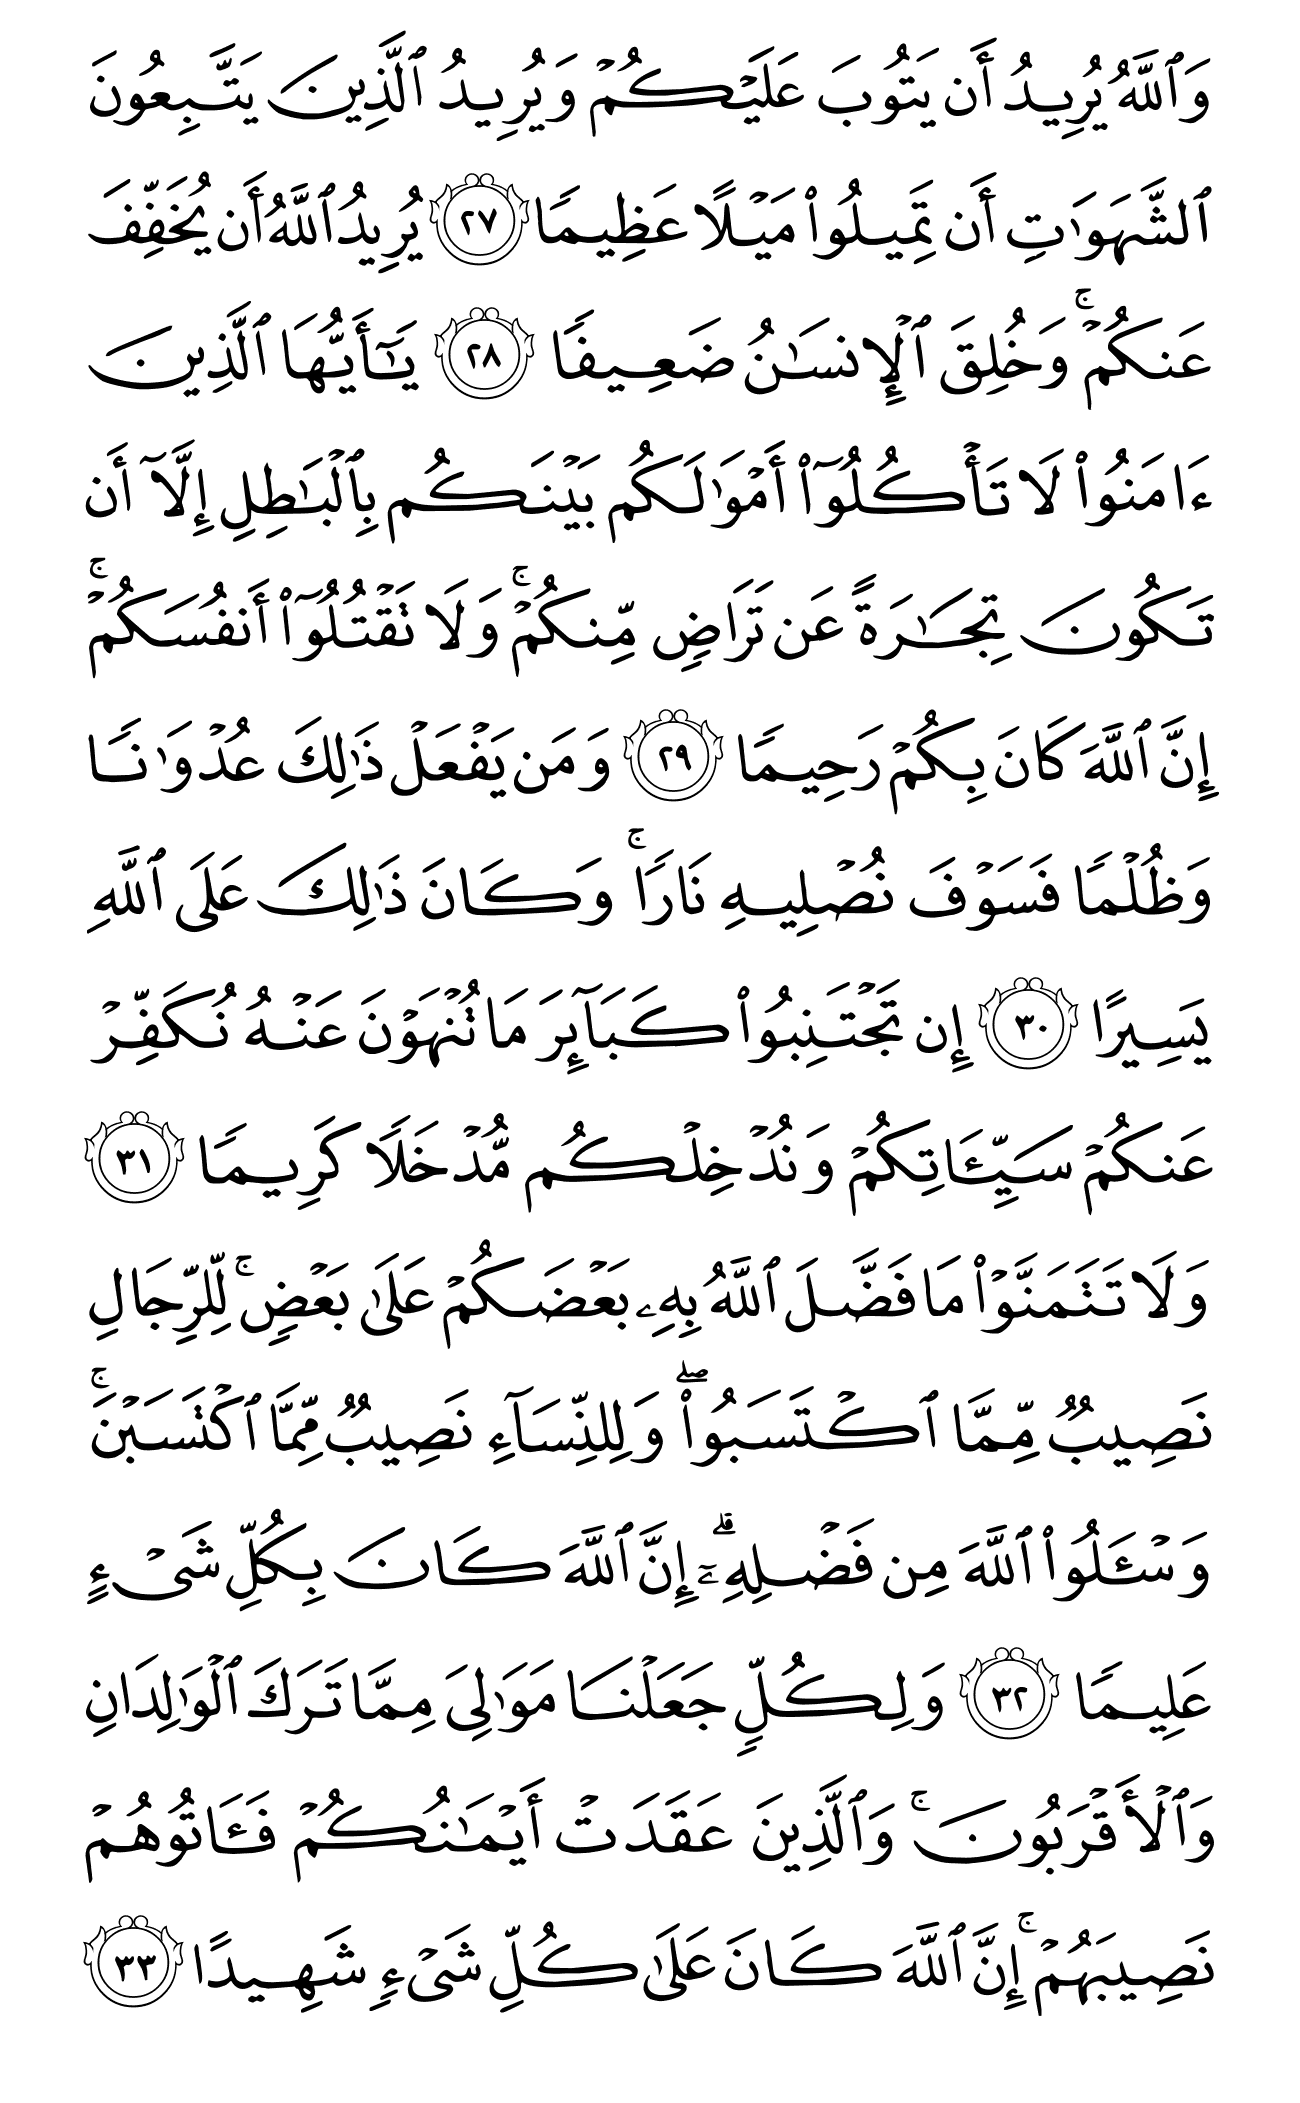 وَٱللَّهُ يُرِيدُ أَن يَتُوبَ عَلَيْكُمْ وَيُرِيدُ ٱلَّذِينَ يَتَّبِعُونَ
ٱلشَّهَوَٰتِ أَن تَمِيلُوا۟ مَيْلًا عَظِيمًا ٢٧ يُرِيدُ ٱللَّهُ أَن يُخَفِّفَ
عَنكُمْ ۚ وَخُلِقَ ٱلْإِنسَـٰنُ ضَعِيفًا ٢٨ يَـٰٓأَيُّهَا ٱلَّذِينَ
ءَامَنُوا۟ لَا تَأْكُلُوٓا۟ أَمْوَٰلَكُم بَيْنَكُم بِٱلْبَـٰطِلِ إِلَّآ أَن
تَكُونَ تِجَـٰرَةً عَن تَرَاضٍ مِّنكُمْ ۚ وَلَا تَقْتُلُوٓا۟ أَنفُسَكُمْ ۚ
إِنَّ ٱللَّهَ كَانَ بِكُمْ رَحِيمًا ٢٩ وَمَن يَفْعَلْ ذَٰلِكَ عُدْوَٰنًا
وَظُلْمًا فَسَوْفَ نُصْلِيهِ نَارًا ۚ وَكَانَ ذَٰلِكَ عَلَى ٱللَّهِ
يَسِيرًا ٣٠ إِن تَجْتَنِبُوا۟ كَبَآئِرَ مَا تُنْهَوْنَ عَنْهُ نُكَفِّرْ
عَنكُمْ سَيِّـَٔاتِكُمْ وَنُدْخِلْكُم مُّدْخَلًا كَرِيمًا ٣١
وَلَا تَتَمَنَّوْا۟ مَا فَضَّلَ ٱللَّهُ بِهِۦ بَعْضَكُمْ عَلَىٰ بَعْضٍ ۚ لِّلرِّجَالِ
نَصِيبٌ مِّمَّا ٱكْتَسَبُوا۟ ۖ وَلِلنِّسَآءِ نَصِيبٌ مِّمَّا ٱكْتَسَبْنَ ۚ
وَسْـَٔلُوا۟ ٱللَّهَ مِن فَضْلِهِۦٓ ۗ إِنَّ ٱللَّهَ كَانَ بِكُلِّ شَىْءٍ
عَلِيمًا ٣٢ وَلِكُلٍّ جَعَلْنَا مَوَٰلِىَ مِمَّا تَرَكَ ٱلْوَٰلِدَانِ
وَٱلْأَقْرَبُونَ ۚ وَٱلَّذِينَ عَقَدَتْ أَيْمَـٰنُكُمْ فَـَٔاتُوهُمْ
نَصِيبَهُمْ ۚ إِنَّ ٱللَّهَ كَانَ عَلَىٰ كُلِّ شَىْءٍ شَهِيدًا ٣٣